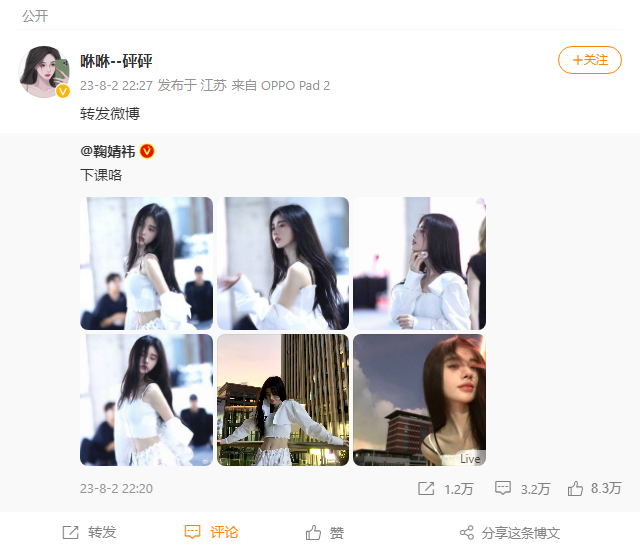 公开
咻咻--砰砰
+关注
23-8-2 22:27 发布于 江苏 来自 OPPO Pad 2
转发微博
@鞠婧祎
下课咯
Live
23-8-2 22:20
1.2万 3.2万 8.3万
转发 评论 赞 分享这条博文